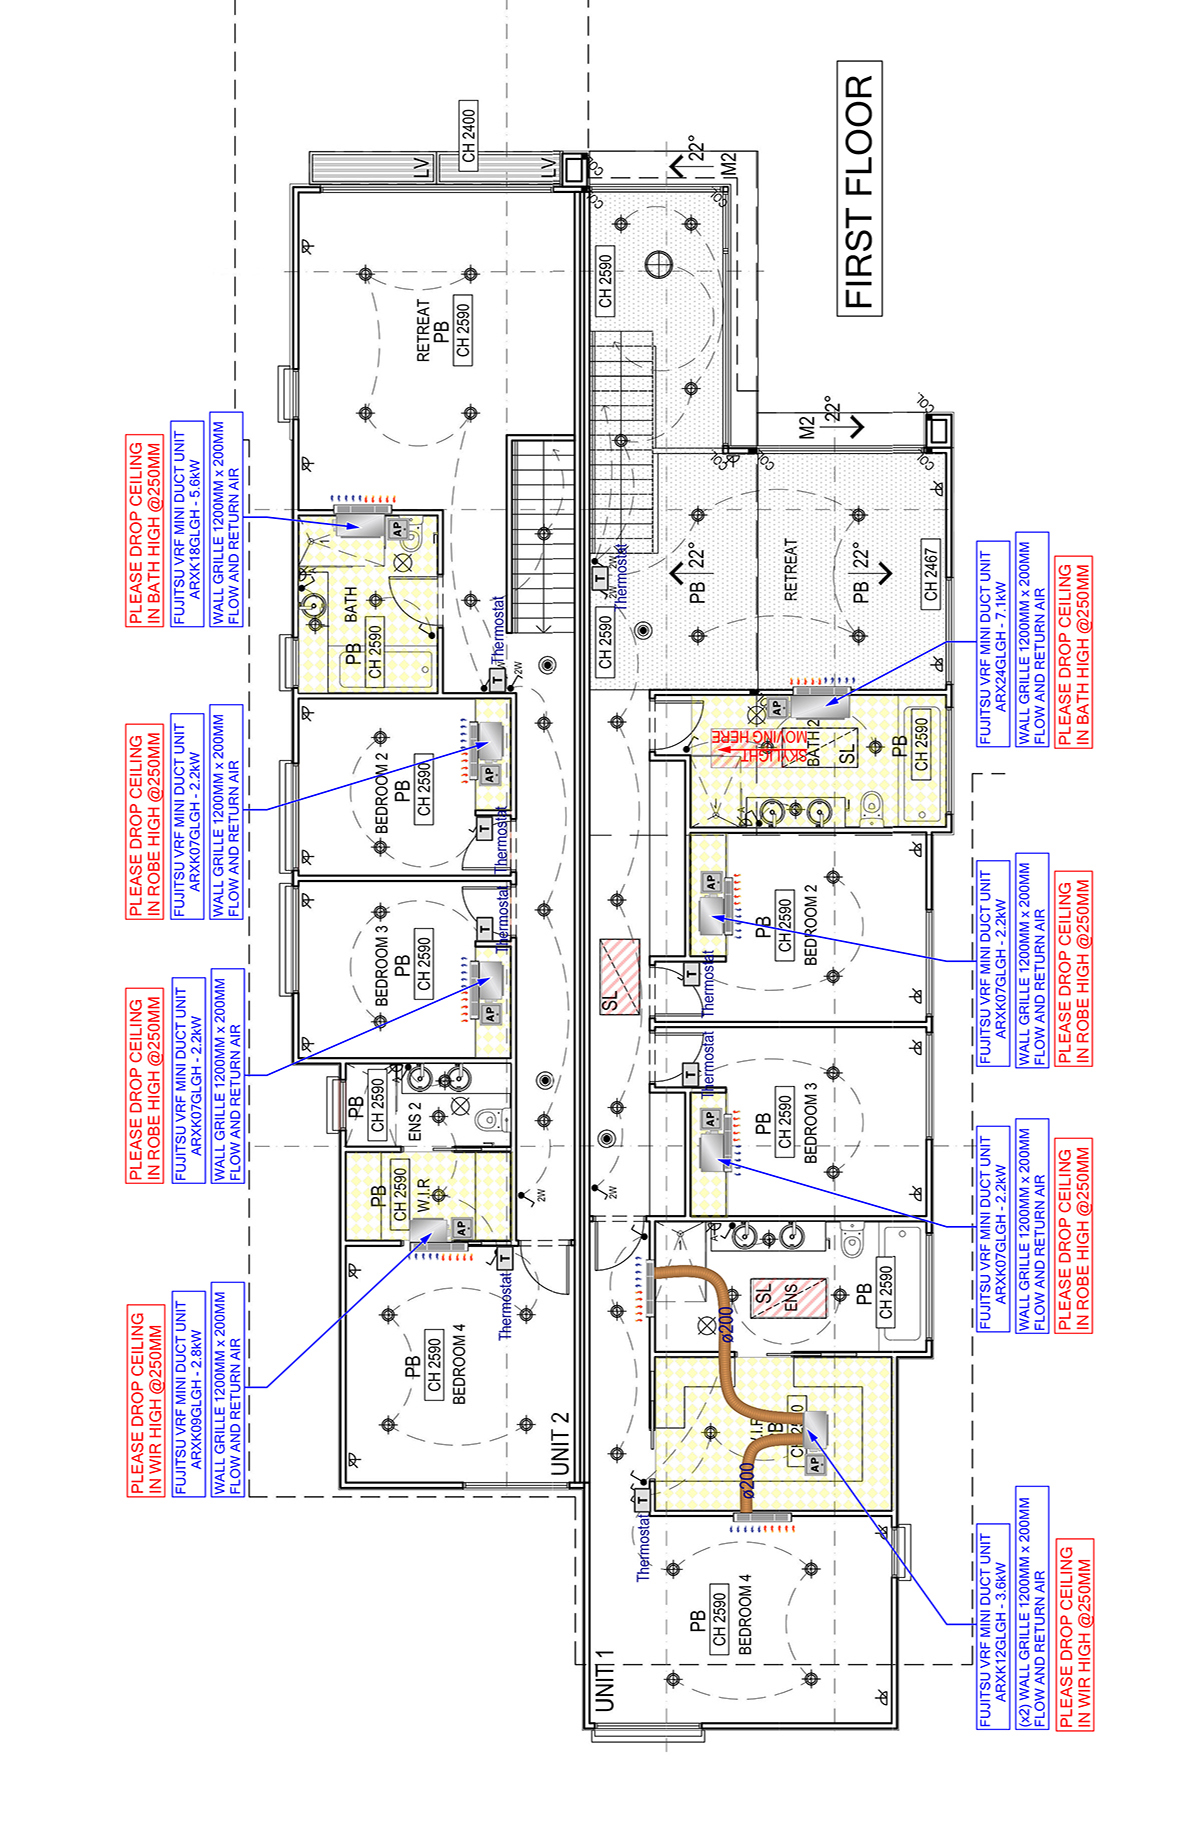 FIRST FLOOR
LV
CH 2400
LV
COL
COL
22°
M2
COL
COL
RETREAT
PB
CH 2590
CH 2590
M2
22°
COL
COL
COL
PLEASE DROP CEILING
IN BATH HIGH @250MM
FUJITSU VRF MINI DUCT UNIT
ARXK18GLGH - 5.6kW
WALL GRILLE 1200MM x 200MM
FLOW AND RETURN AIR
AP
BATH
PB
CH 2590
T
Thermostat
2W
T
Thermostat
2W
2W
CH 2590
PB
22°
RETREAT
PB
22°
CH 2467
FUJITSU VRF MINI DUCT UNIT
ARX24GLGH - 7.1kW
WALL GRILLE 1200MM x 200MM
FLOW AND RETURN AIR
PLEASE DROP CEILING
IN BATH HIGH @250MM
PLEASE DROP CEILING
IN ROBE HIGH @250MM
FUJITSU VRF MINI DUCT UNIT
ARXK07GLGH - 2.2kW
WALL GRILLE 1200MM x 200MM
FLOW AND RETURN AIR
BEDROOM 2
PB
CH 2590
AP
T
Thermostat
AP
SKYLIGHT
MOVING HERE
BATH 2
SL
PB
CH 2590
PLEASE DROP CEILING
IN ROBE HIGH @250MM
FUJITSU VRF MINI DUCT UNIT
ARXK07GLGH - 2.2kW
WALL GRILLE 1200MM x 200MM
FLOW AND RETURN AIR
BEDROOM 3
PB
CH 2590
T
Thermostat
AP
SL
AP
PB
CH 2590
BEDROOM 2
T
Thermostat
FUJITSU VRF MINI DUCT UNIT
ARXK07GLGH - 2.2kW
WALL GRILLE 1200MM x 200MM
FLOW AND RETURN AIR
PLEASE DROP CEILING
IN ROBE HIGH @250MM
PB
CH 2590
ENS 2
T
Thermostat
AP
PB
CH 2590
BEDROOM 3
FUJITSU VRF MINI DUCT UNIT
ARXK07GLGH - 2.2kW
WALL GRILLE 1200MM x 200MM
FLOW AND RETURN AIR
PLEASE DROP CEILING
IN ROBE HIGH @250MM
PB
CH 2590
W.I.R
AP
2W
2W
PLEASE DROP CEILING
IN WIR HIGH @250MM
FUJITSU VRF MINI DUCT UNIT
ARXK09GLGH - 2.8kW
WALL GRILLE 1200MM x 200MM
FLOW AND RETURN AIR
T
Thermostat
PB
CH 2590
BEDROOM 4
UNIT 2
SL
ENS
PB
CH 2590
ø200
AP
ø200
T
Thermostat
PB
CH 2590
BEDROOM 4
UNIT 1
FUJITSU VRF MINI DUCT UNIT
ARXK12GLGH - 3.6kW
(x2) WALL GRILLE 1200MM x 200MM
FLOW AND RETURN AIR
PLEASE DROP CEILING
IN WIR HIGH @250MM